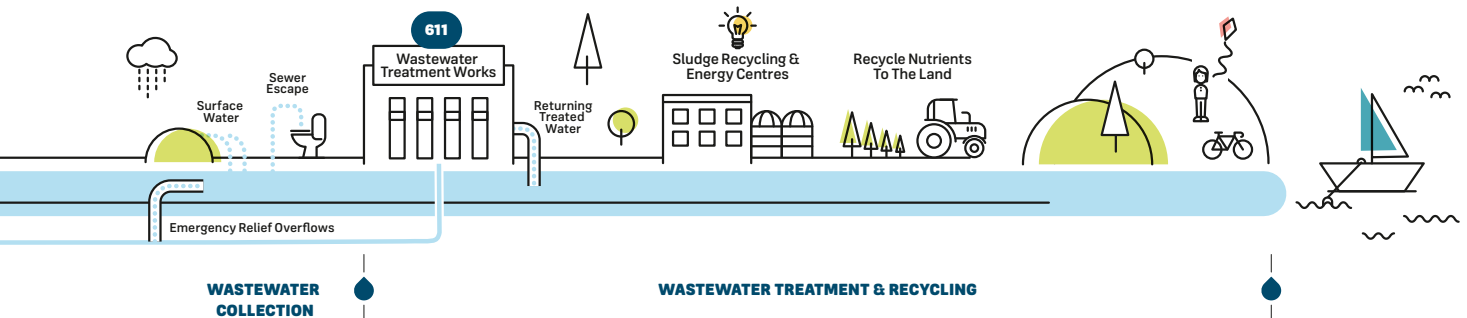 611
Wastewater
Treatment Works
Sewer
Escape
Surface
Water
Returning
Treated
Water
Sludge Recycling &
Energy Centres
Recycle Nutrients
To The Land
Emergency Relief Overflows
WASTEWATER
COLLECTION
WASTEWATER TREATMENT & RECYCLING